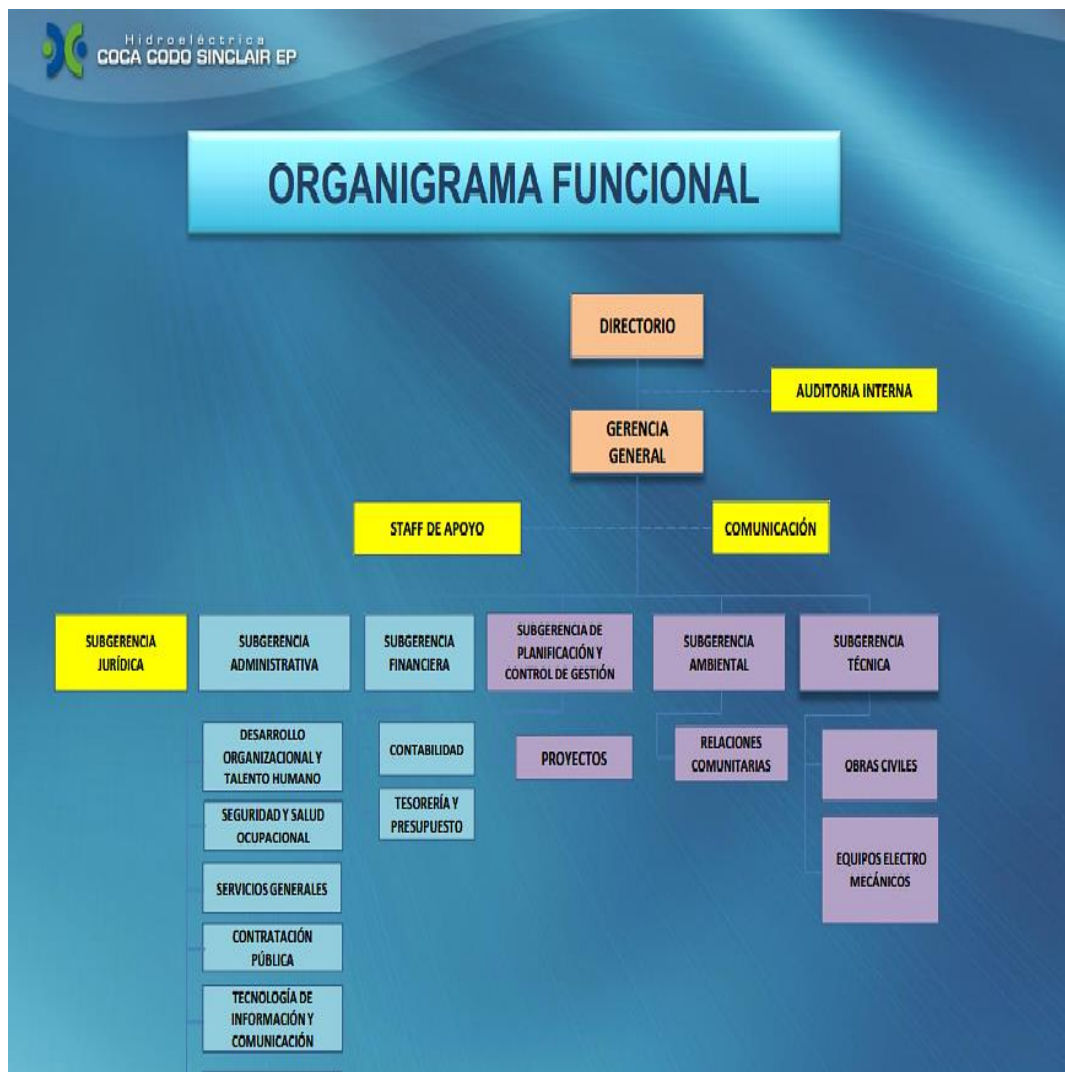 Hidroeléctrica
COCA CODO SINCLAIR EP
ORGANIGRAMA FUNCIONAL
DIRECTORIO
AUDITORIA INTERNA
GERENCIA
GENERAL
STAFF DE APOYO
COMUNICACIÓN
SUBGERENCIA
JURÍDICA
SUBGERENCIA
ADMINISTRATIVA
SUBGERENCIA
FINANCIERA
SUBGERENCIA DE
PLANIFICACIÓN Y
CONTROL DE GESTIÓN
SUBGERENCIA
AMBIENTAL
SUBGERENCIA
TÉCNICA
DESARROLLO
ORGANIZACIONAL Y
TALENTO HUMANO
SEGURIDAD Y SALUD
OCUPACIONAL
SERVICIOS GENERALES
CONTRATACIÓN
PÚBLICA
TECNOLOGÍA DE
INFORMACIÓN Y
COMUNICACIÓN
CONTABILIDAD
TESORERÍA Y
PRESUPUESTO
PROYECTOS
RELACIONES
COMUNITARIAS
OBRAS CIVILES
EQUIPOS ELECTRO
MECÁNICOS